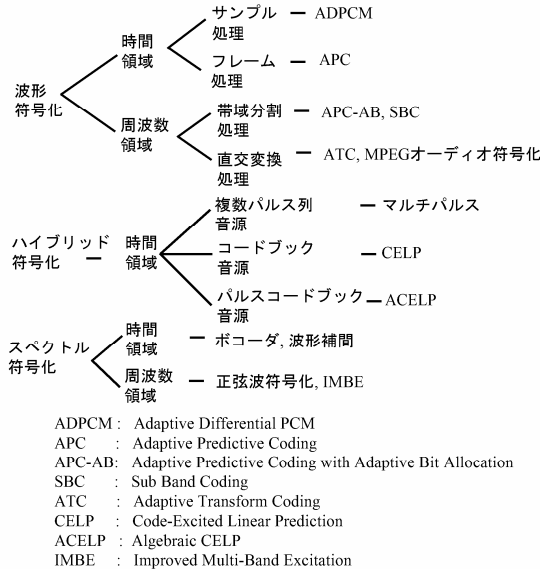 サンプル
処理
ADPCM
時間
領域
フレーム
処理
APC
波形
符号化
帯域分割
処理
APC-AB, SBC
周波数
領域
直交変換
処理
ATC, MPEGオーディオ符号化
複数パルス列
音源
マルチパルス
ハイブリッド
符号化
時間
領域
コードブック
音源
CELP
パルスコードブック
音源
ACELP
スペクトル
符号化
時間
領域
ボコーダ, 波形補間
周波数
領域
正弦波符号化, IMBE
ADPCM : Adaptive Differential PCM
APC : Adaptive Predictive Coding
APC-AB: Adaptive Predictive Coding with Adaptive Bit Allocation
SBC : Sub Band Coding
ATC : Adaptive Transform Coding
CELP : Code-Excited Linear Prediction
ACELP : Algebraic CELP
IMBE : Improved Multi-Band Excitation